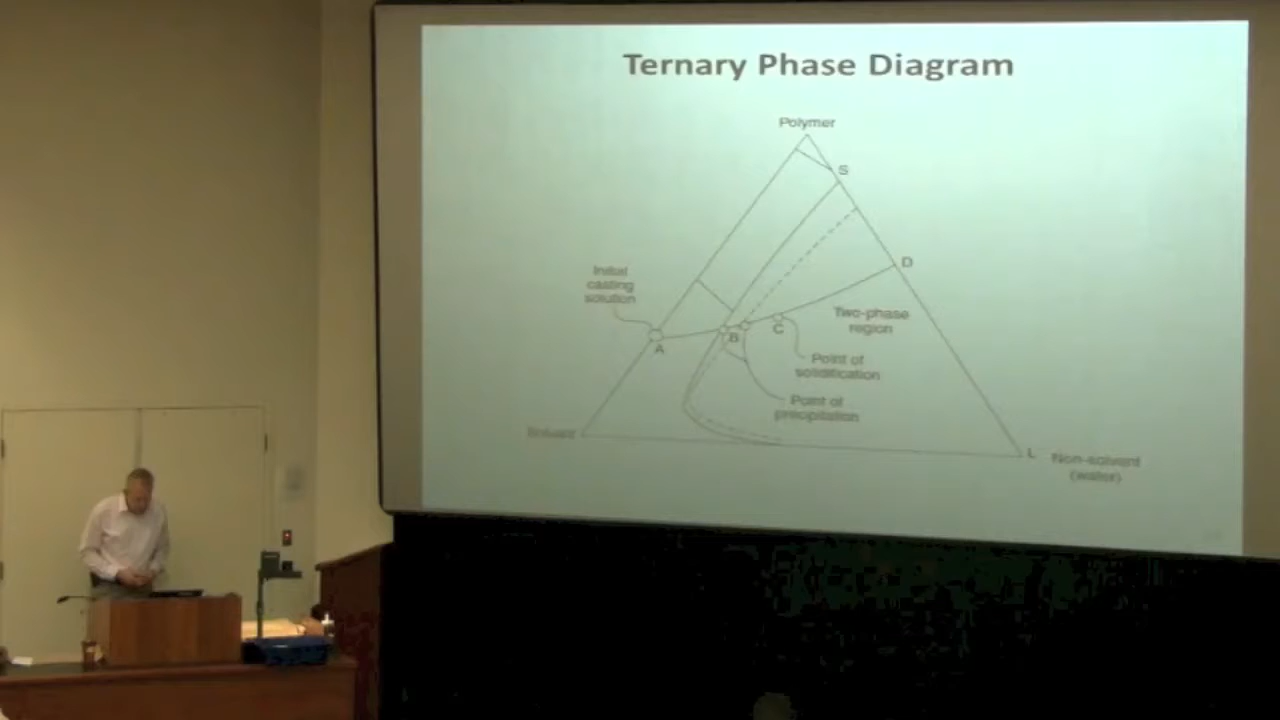 Ternary Phase Diagram
Polymer
S
D
Initial
casting
solution
Two-phase
region
A
B
C
Point of
solidification
Point of
precipitation
Solvent
L
Non-solvent
(water)